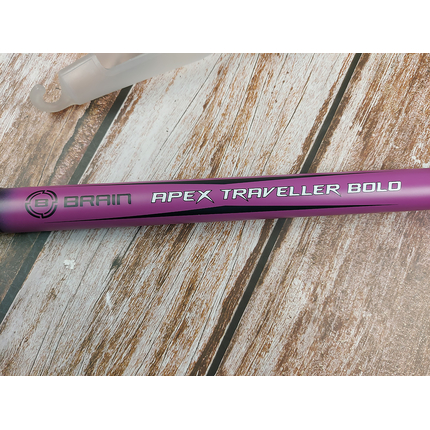 B BRAIN APEX TRAVELLER BOLD